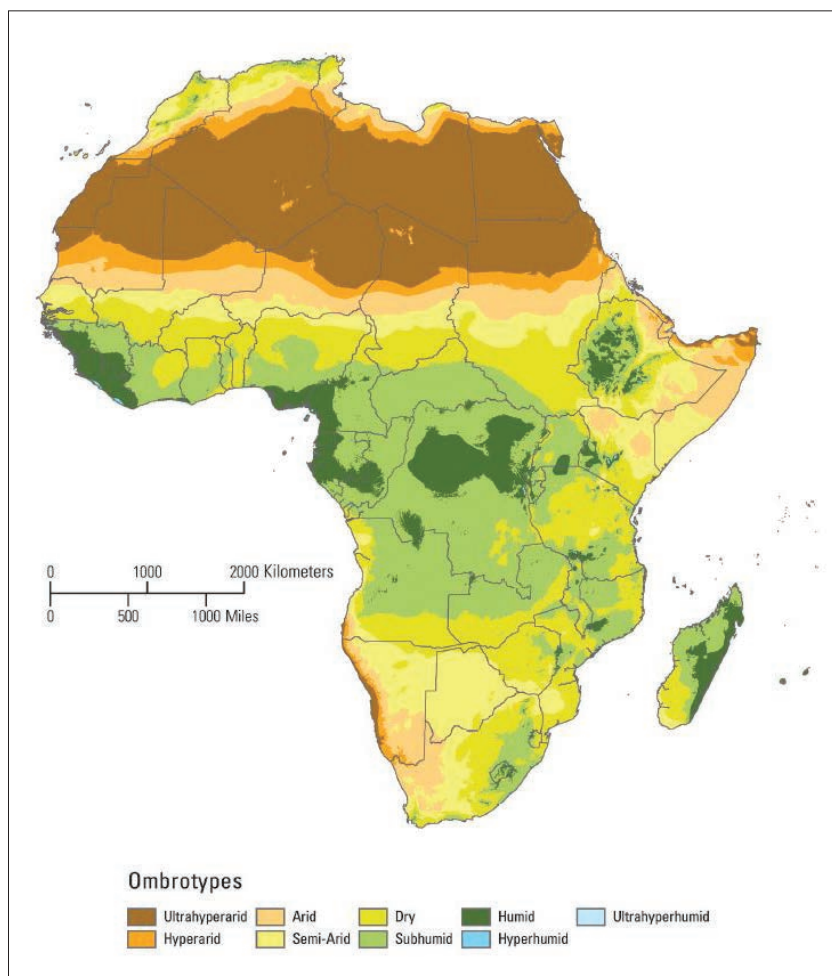 0 1000 2000 Kilometers
0 500 1000 Miles
Ombrotypes
Ultrahyperarid Arid Dry Humid Ultrahyperhumid
Hyperarid Semi-Arid Subhumid Hyperhumid